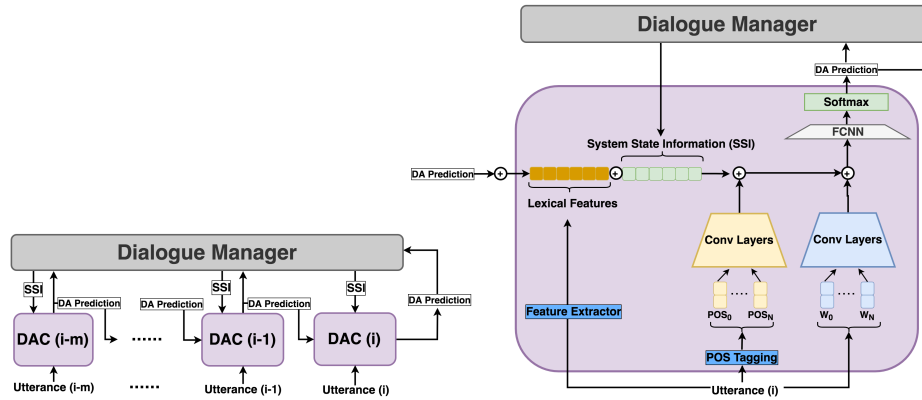 Dialogue Manager
SSI
DA Prediction
DA Prediction
SSI
DA Prediction
SSI
DA Prediction
DAC (i-m)
......
DAC (i-1)
DAC (i)
Utterance (i-m)
......
Utterance (i-1)
Utterance (i)
Dialogue Manager
DA Prediction
Softmax
FCNN
System State Information (SSI)
DA Prediction
+
+
+
+
Lexical Features
Conv Layers
Conv Layers
Feature Extractor
....
....
POS0
POSN
W0
WN
POS Tagging
Utterance (i)